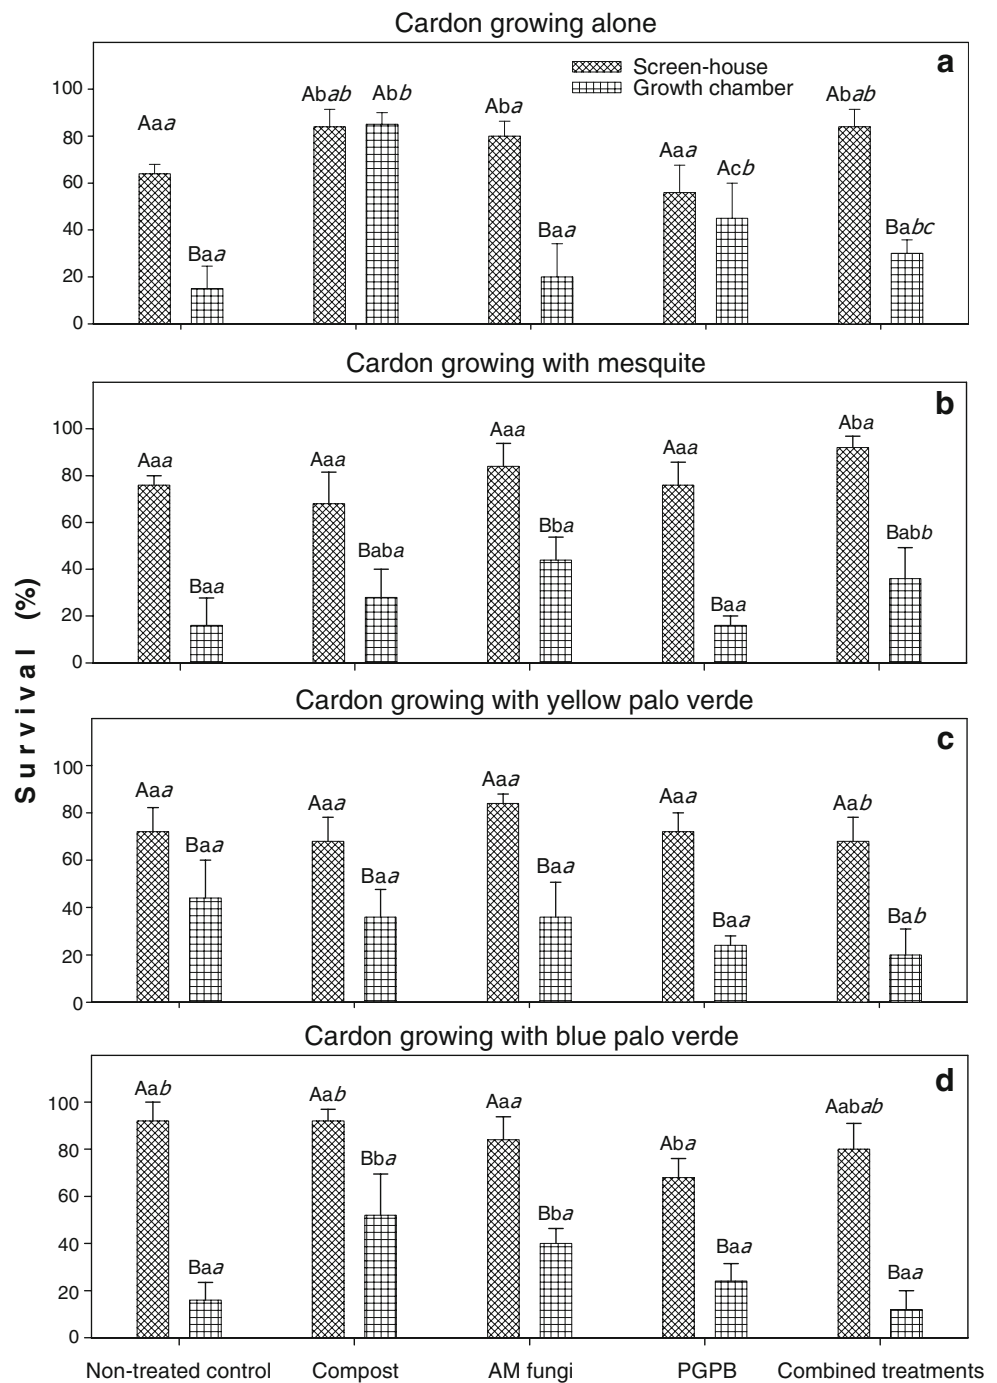 Cardon growing alone
a
Screen-house
Growth chamber
100
80
60
40
20
0
Aaa
Baa
Abab
Abb
Aba
Baa
Aaa
Acb
Abab
Babc
Cardon growing with mesquite
b
100
80
60
40
20
0
Aaa
Baa
Aaa
Baba
Aaa
Bba
Aaa
Baa
Aba
Babb
Survival (%)
Cardon growing with yellow palo verde
c
100
80
60
40
20
0
Aaa
Baa
Aaa
Baa
Aaa
Baa
Aaa
Baa
Aab
Bab
Cardon growing with blue palo verde
d
100
80
60
40
20
0
Aab
Baa
Aab
Bba
Aaa
Bba
Aba
Baa
Aabab
Baa
Non-treated control
Compost
AM fungi
PGPB
Combined treatments